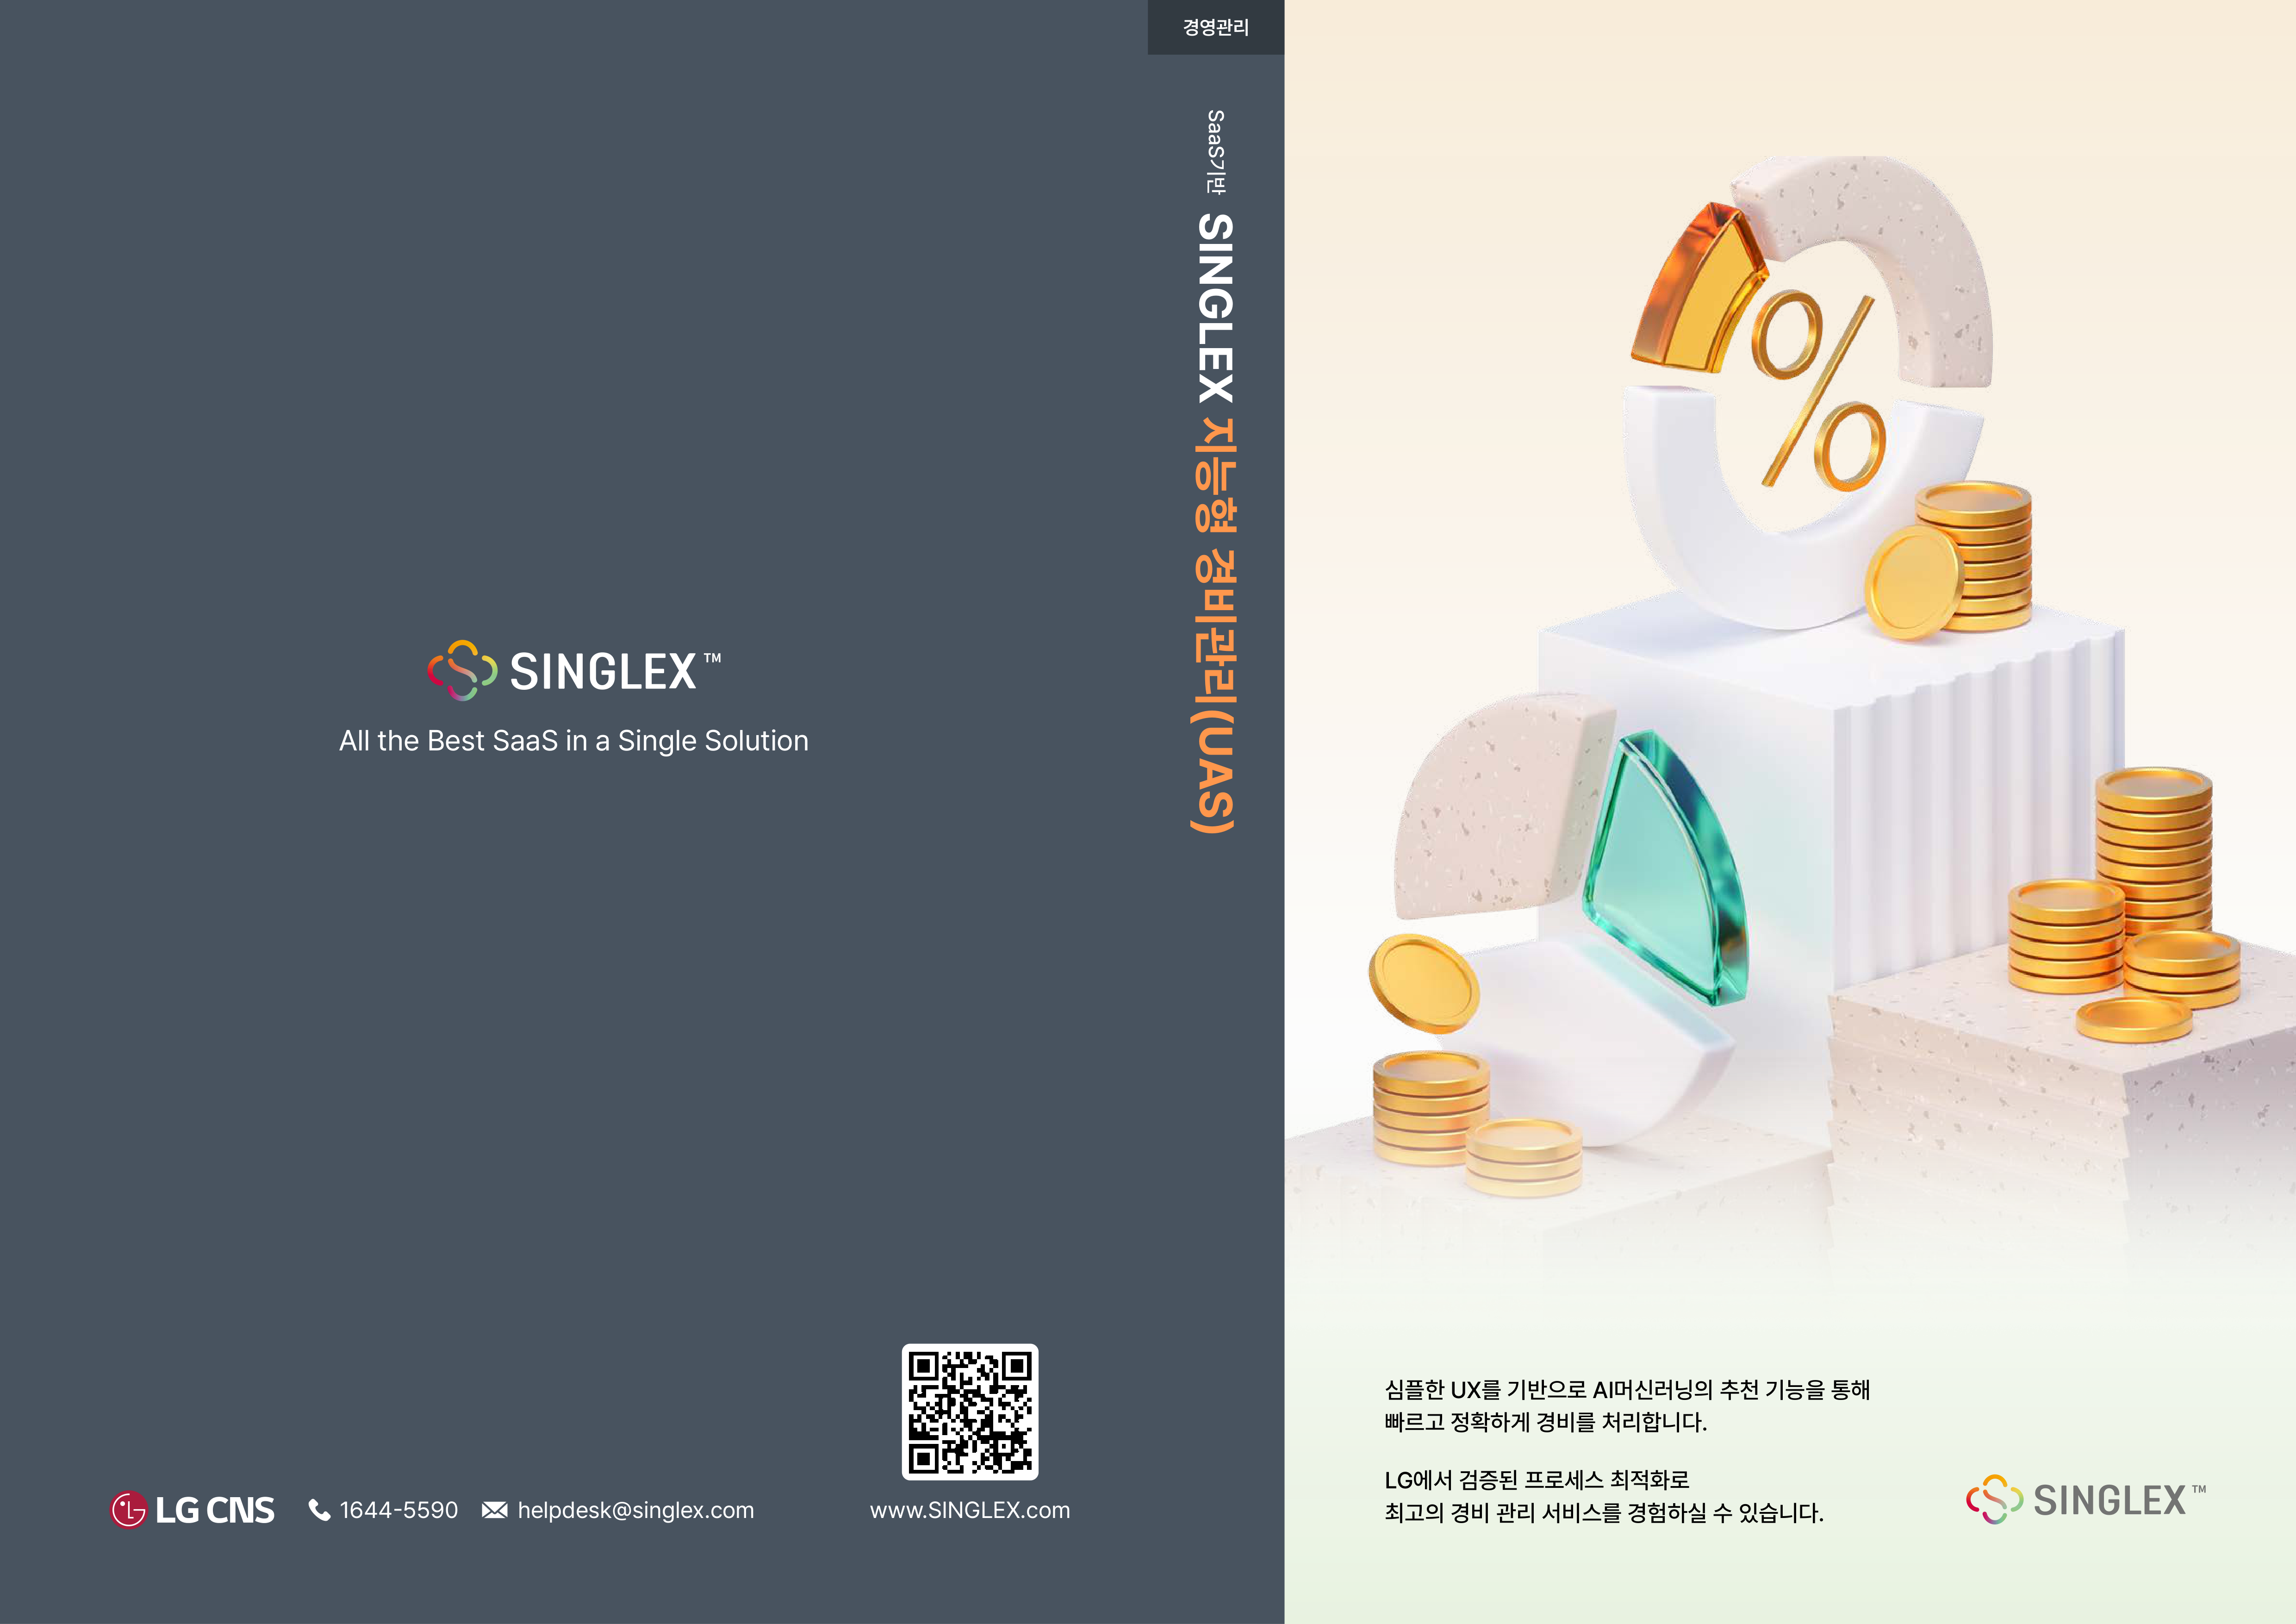 경영관리
SaaS기반 SINGLEX 지능형 경비관리(UAS)
SINGLEX™
All the Best SaaS in a Single Solution
LG CNS
1644-5590
helpdesk@singlex.com
www.SINGLEX.com
%
심플한 UX를 기반으로 AI머신러닝의 추천 기능을 통해
빠르고 정확하게 경비를 처리합니다.
LG에서 검증된 프로세스 최적화로
최고의 경비 관리 서비스를 경험하실 수 있습니다.
SINGLEX™